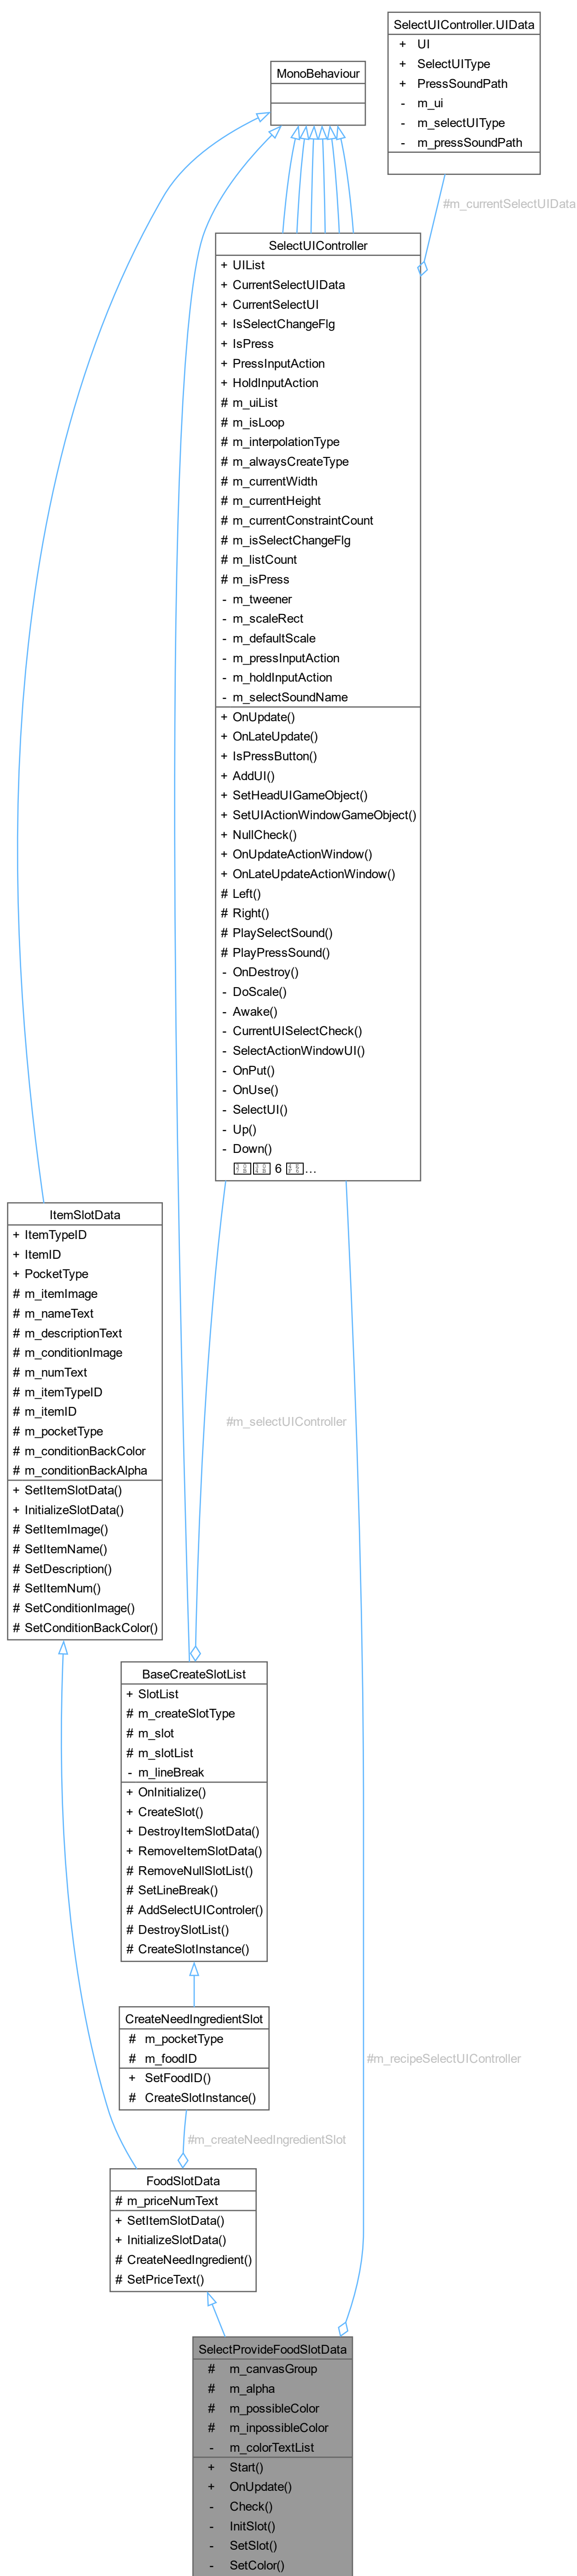 SelectUIController.UIData
+ UI
+ SelectUIType
+ PressSoundPath
- m_ui
- m_selectUIType
- m_pressSoundPath
MonoBehaviour
#m_currentSelectUIData
SelectUIController
+ UIList
+ CurrentSelectUIData
+ CurrentSelectUI
+ IsSelectChangeFlg
+ IsPress
+ PressInputAction
+ HoldInputAction
# m_uiList
# m_isLoop
# m_interpolationType
# m_alwaysCreateType
# m_currentWidth
# m_currentHeight
# m_currentConstraintCount
# m_isSelectChangeFlg
# m_listCount
# m_isPress
- m_tweener
- m_scaleRect
- m_defaultScale
- m_pressInputAction
- m_holdInputAction
- m_selectSoundName
+ OnUpdate()
+ OnLateUpdate()
+ IsPressButton()
+ AddUI()
+ SetHeadUIGameObject()
+ SetUIActionWindowGameObject()
+ NullCheck()
+ OnUpdateActionWindow()
+ OnLateUpdateActionWindow()
# Left()
# Right()
# PlaySelectSound()
# PlayPressSound()
- OnDestroy()
- DoScale()
- Awake()
- CurrentUISelectCheck()
- SelectActionWindowUI()
- OnPut()
- OnUse()
- SelectUI()
- Up()
- Down()
6 ...
ItemSlotData
+ ItemTypeID
+ ItemID
+ PocketType
# m_itemImage
# m_nameText
# m_descriptionText
# m_conditionImage
# m_numText
# m_itemTypeID
# m_itemID
# m_pocketType
# m_conditionBackColor
# m_conditionBackAlpha
+ SetItemSlotData()
+ InitializeSlotData()
# SetItemImage()
# SetItemName()
# SetDescription()
# SetItemNum()
# SetConditionImage()
# SetConditionBackColor()
#m_selectUIController
BaseCreateSlotList
+ SlotList
# m_createSlotType
# m_slot
# m_slotList
- m_lineBreak
+ OnInitialize()
+ CreateSlot()
+ DestroyItemSlotData()
+ RemoveItemSlotData()
# RemoveNullSlotList()
# SetLineBreak()
# AddSelectUIControler()
# DestroySlotList()
# CreateSlotInstance()
CreateNeedIngredientSlot
# m_pocketType
# m_foodID
+ SetFoodID()
# CreateSlotInstance()
#m_recipeSelectUIController
#m_createNeedIngredientSlot
FoodSlotData
# m_priceNumText
+ SetItemSlotData()
+ InitializeSlotData()
# CreateNeedIngredient()
# SetPriceText()
SelectProvideFoodSlotData
# m_canvasGroup
# m_alpha
# m_possibleColor
# m_inpossibleColor
- m_colorTextList
+ Start()
+ OnUpdate()
- Check()
- InitSlot()
- SetSlot()
- SetColor()